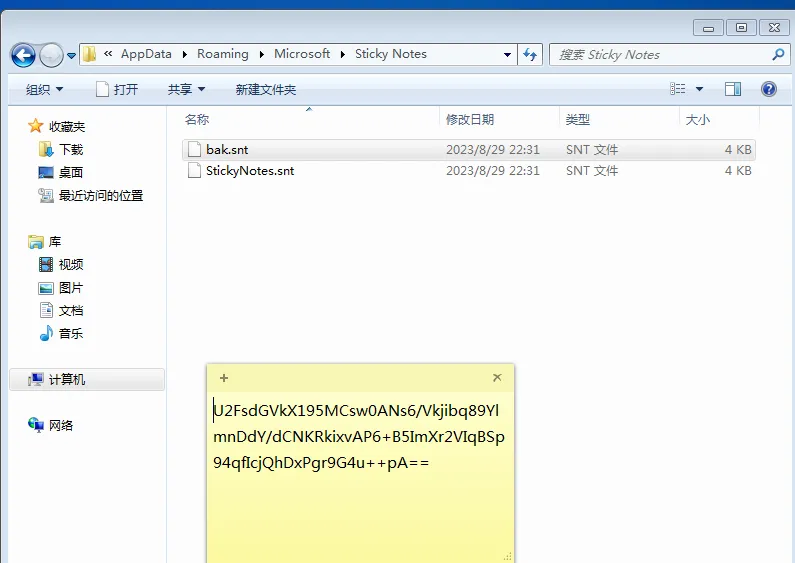 « AppData ▸ Roaming ▸ Microsoft ▸ Sticky Notes
搜索 Sticky Notes
组织 打开 共享 新建文件夹
名称 修改日期 类型 大小
收藏夹
下载
桌面
最近访问的位置
库
视频
图片
文档
音乐
计算机
网络
bak.snt 2023/8/29 22:31 SNT 文件 4 KB
StickyNotes.snt 2023/8/29 22:31 SNT 文件 4 KB
U2FsdGVkX195MCsw0ANs6/Vkjibq89Yl
mnDdY/dCNKRkixvAP6+B5ImXr2VIqBSp
94qfIcjQhDxPgr9G4u++pA==